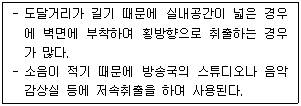 - 도달거리가 길기 때문에 실내공간이 넓은 경우
에 벽면에 부착하여 횡방향으로 취출하는 경우
가 많다.
- 소음이 적기 때문에 방송국의 스튜디오나 음악
감상실 등에 저속취출을 하여 사용된다.